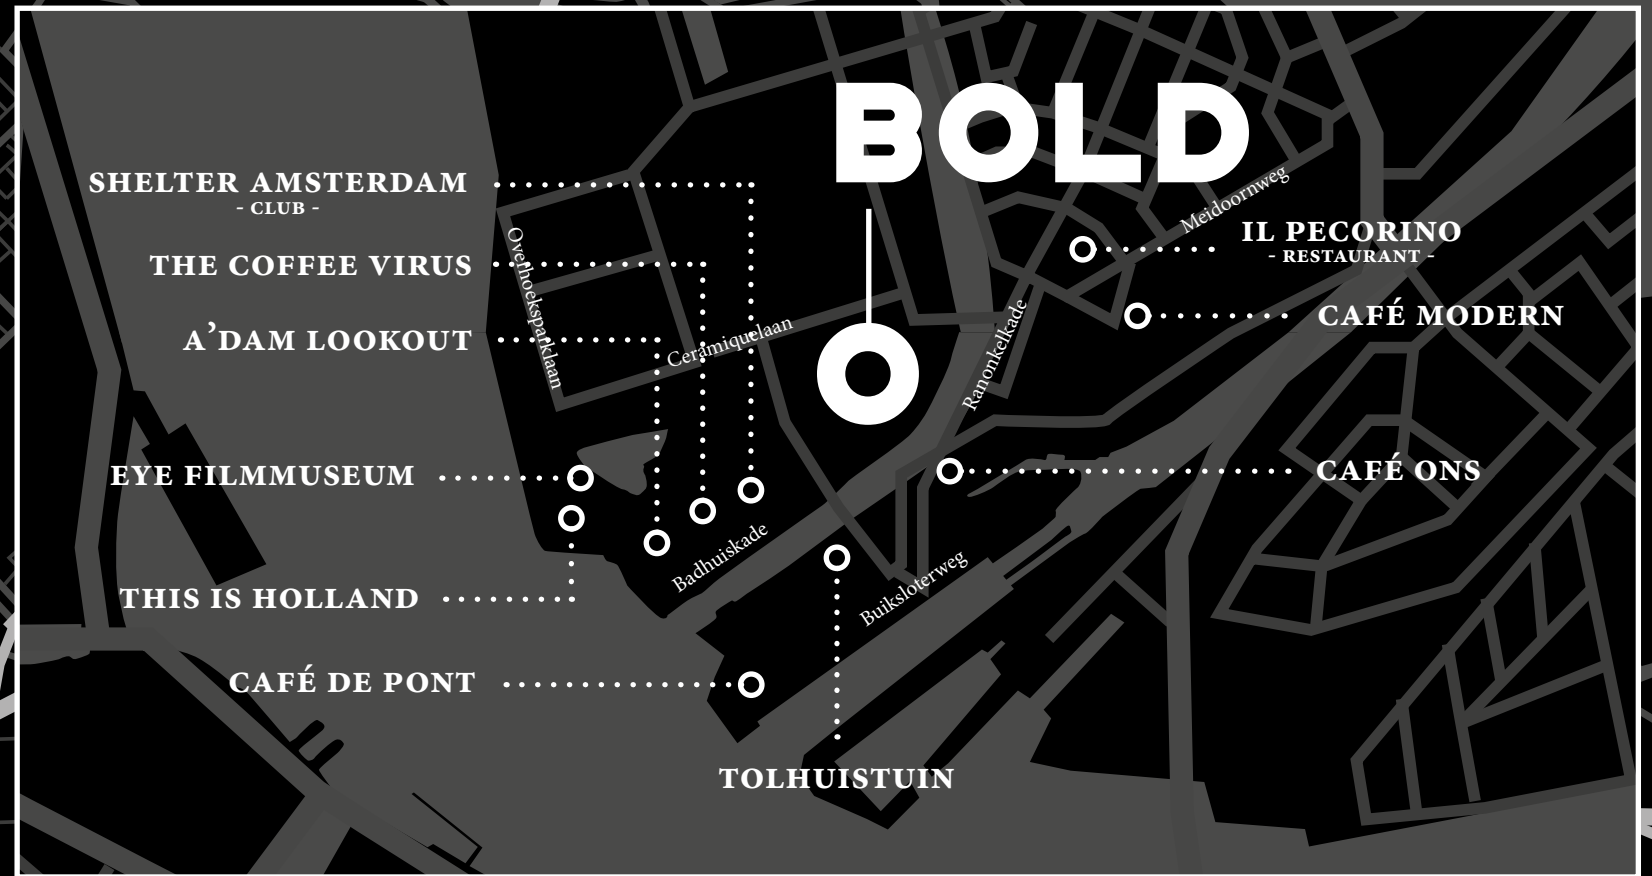 BOLD
SHELTER AMSTERDAM
- CLUB -
THE COFFEE VIRUS
A’DAM LOOKOUT
EYE FILMMUSEUM
THIS IS HOLLAND
CAFÉ DE PONT
TOLHUISTUIN
Overhoeksparklaan
Ceramiquelaan
Badhuiskade
Buiksloterweg
Ranonkelkade
Meidoornweg
IL PECORINO
- RESTAURANT -
CAFÉ MODERN
CAFÉ ONS